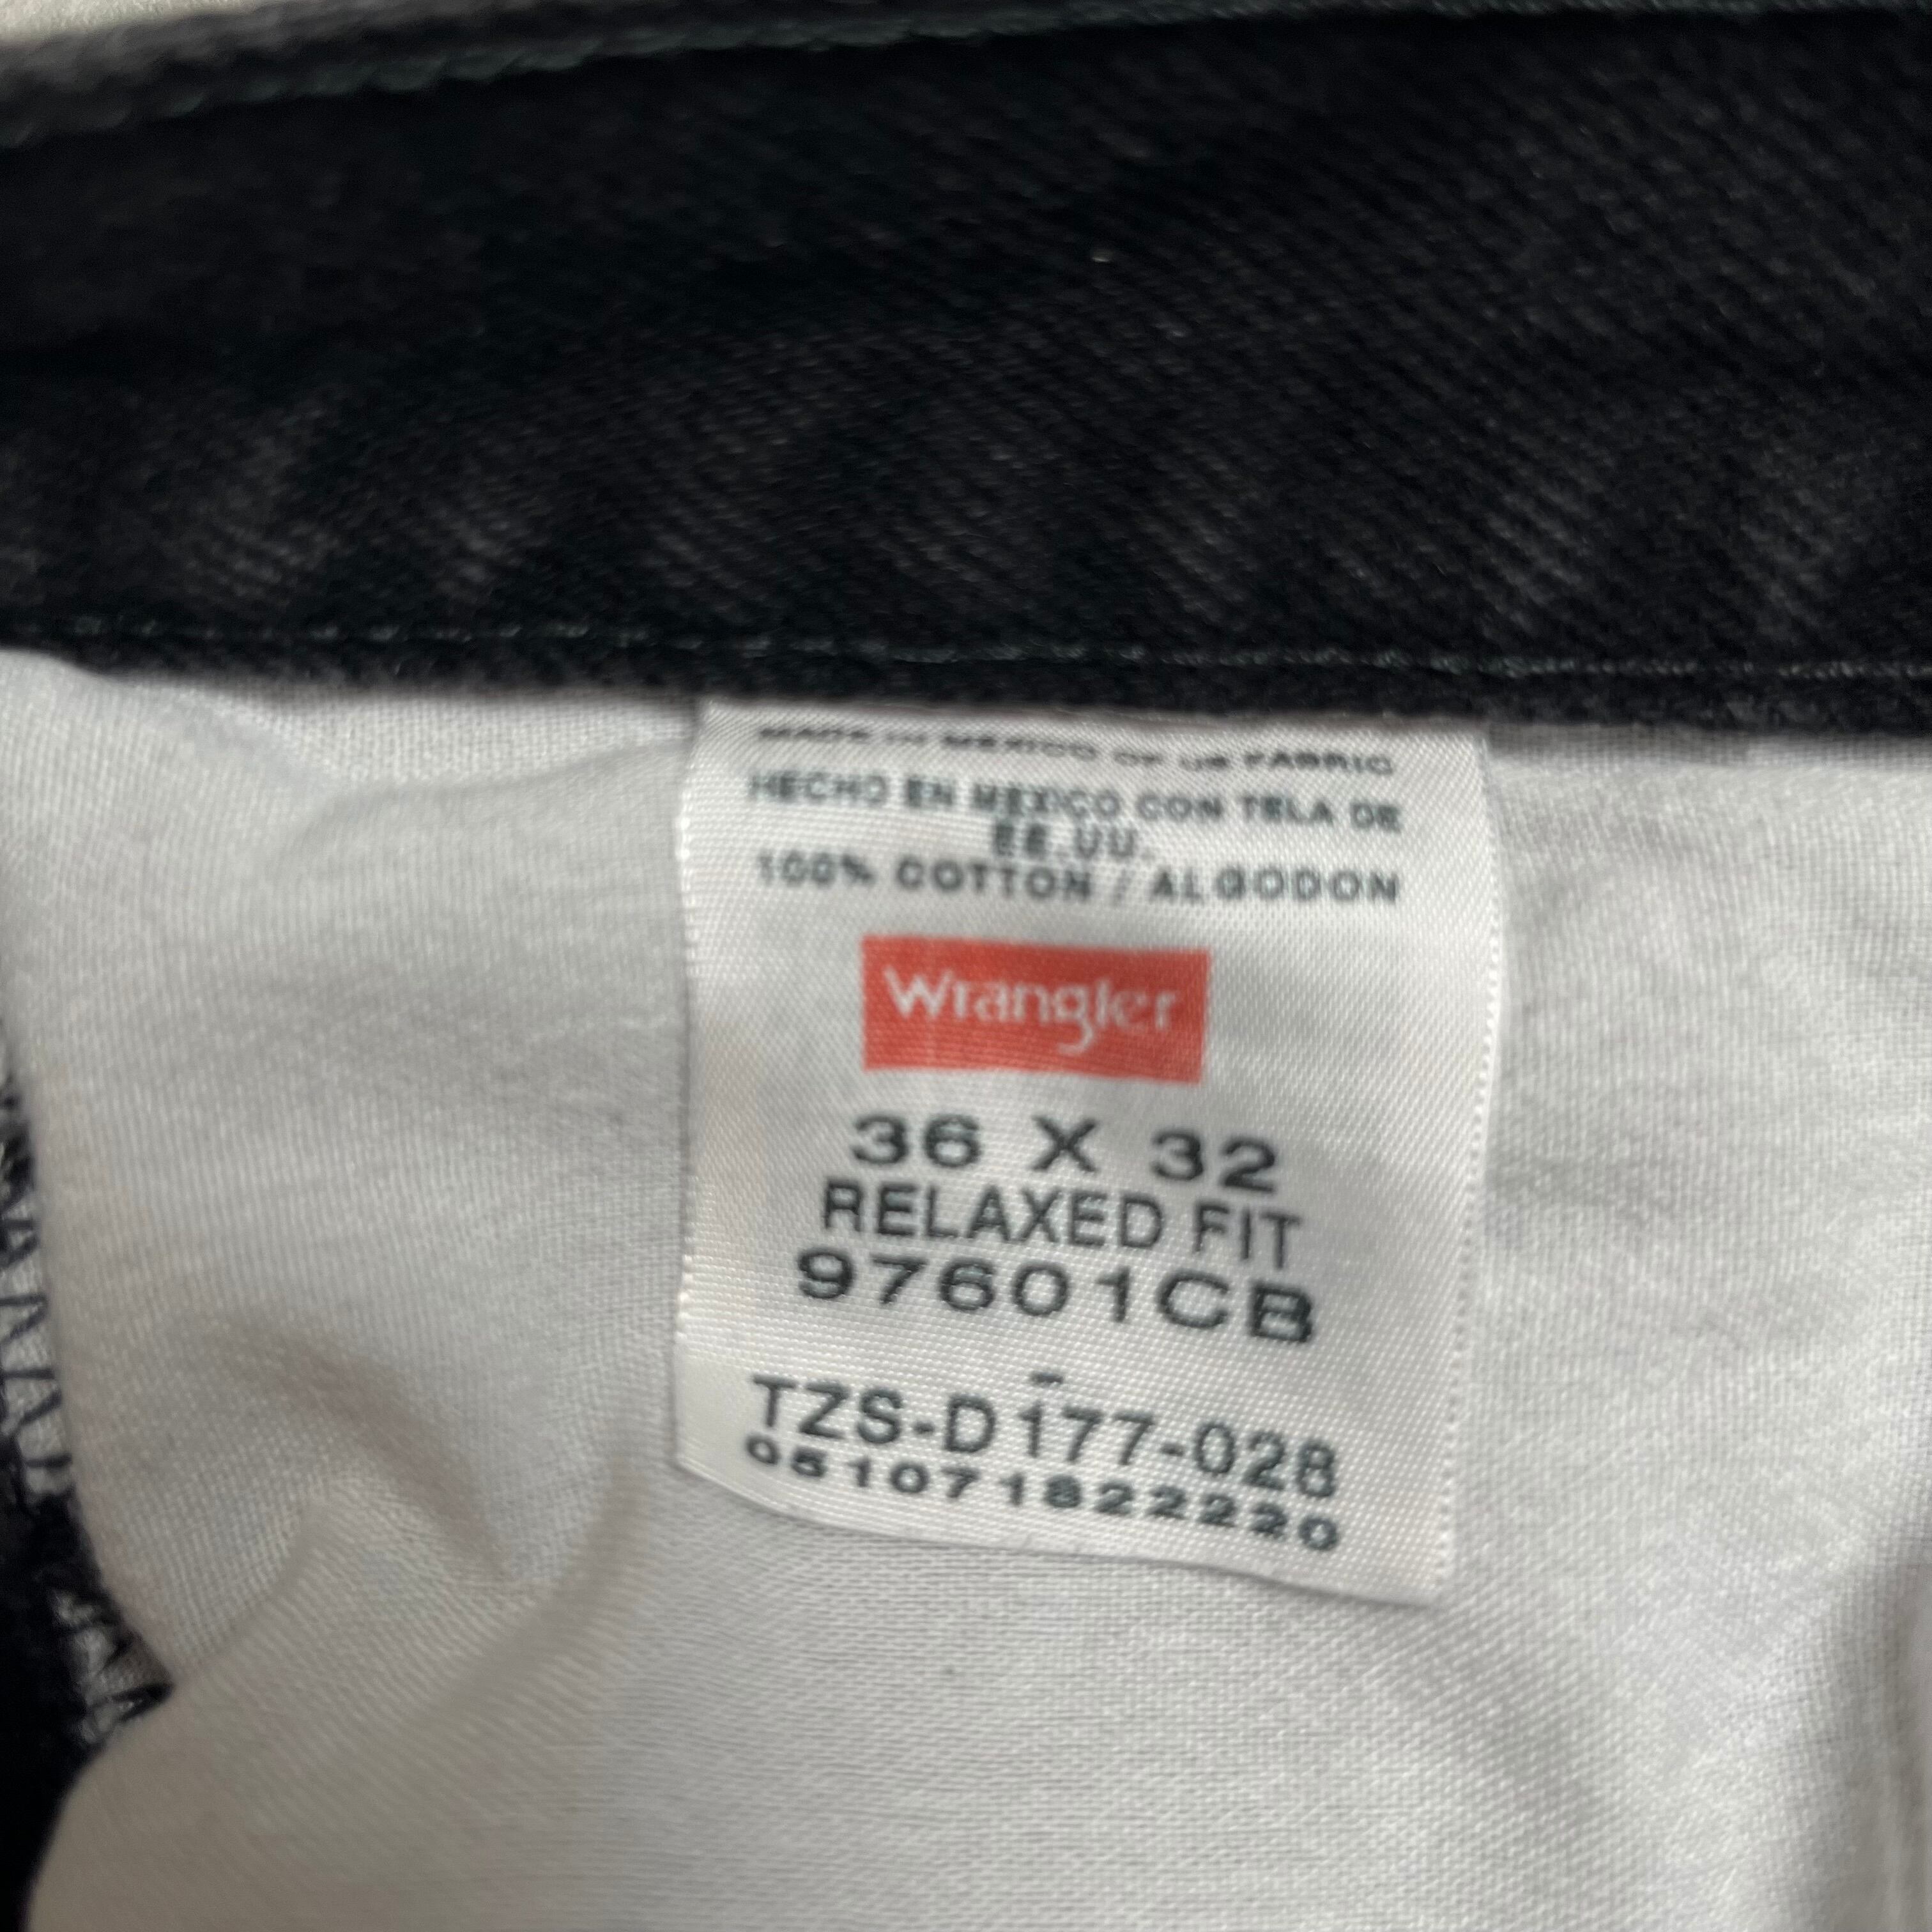 MADE IN MEXICO OF US FABRIC
HECHO EN MEXICO CON TELA DE
EE.UU.
100% COTTON / ALGODON
Wrangler
36 X 32
RELAXED FIT
97601CB
-
TZS-D177-028
051071822220